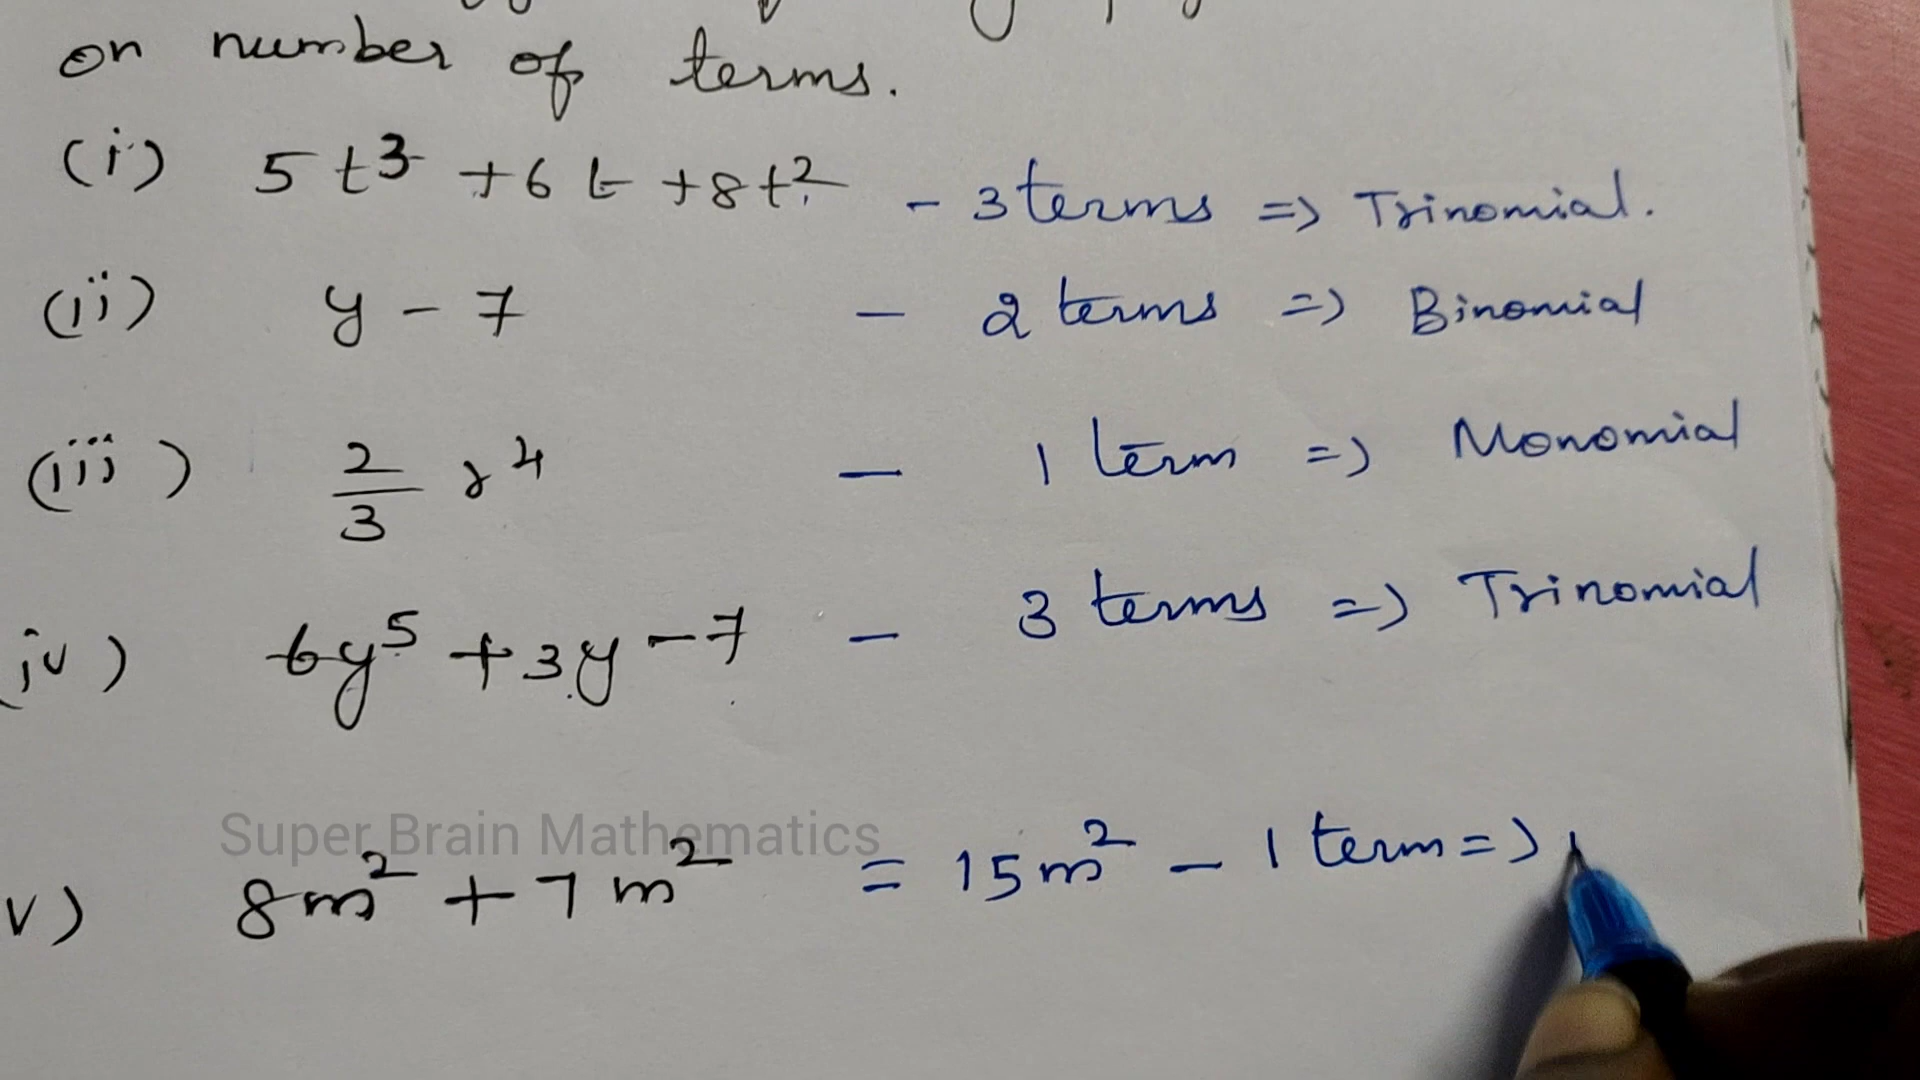 on number of terms.
(i) 5t³ + 6t + 8t² - 3 terms => Trinomial.
(ii) y - 7 - 2 terms => Binomial
(iii) 2/3 r⁴ - 1 term => Monomial
iv) 6y⁵ + 3y - 7 - 3 terms => Trinomial
Super Brain Mathematics
v) 8m² + 7m² = 15m² - 1 term =>